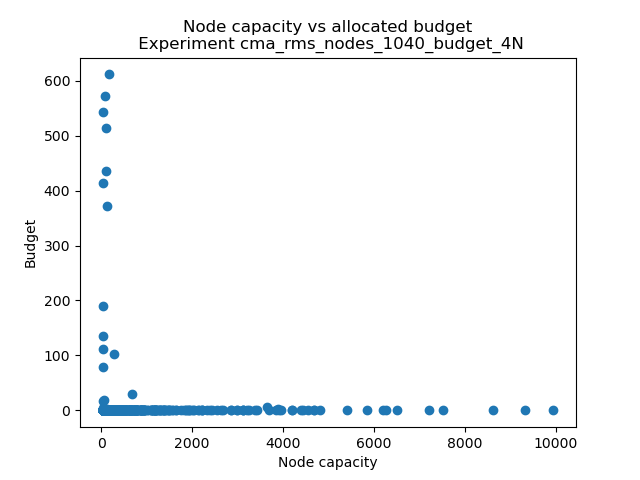 Node capacity vs allocated budget
Experiment cma_rms_nodes_1040_budget_4N
600
500
400
300
200
100
0
Budget
0 2000 4000 6000 8000 10000
Node capacity